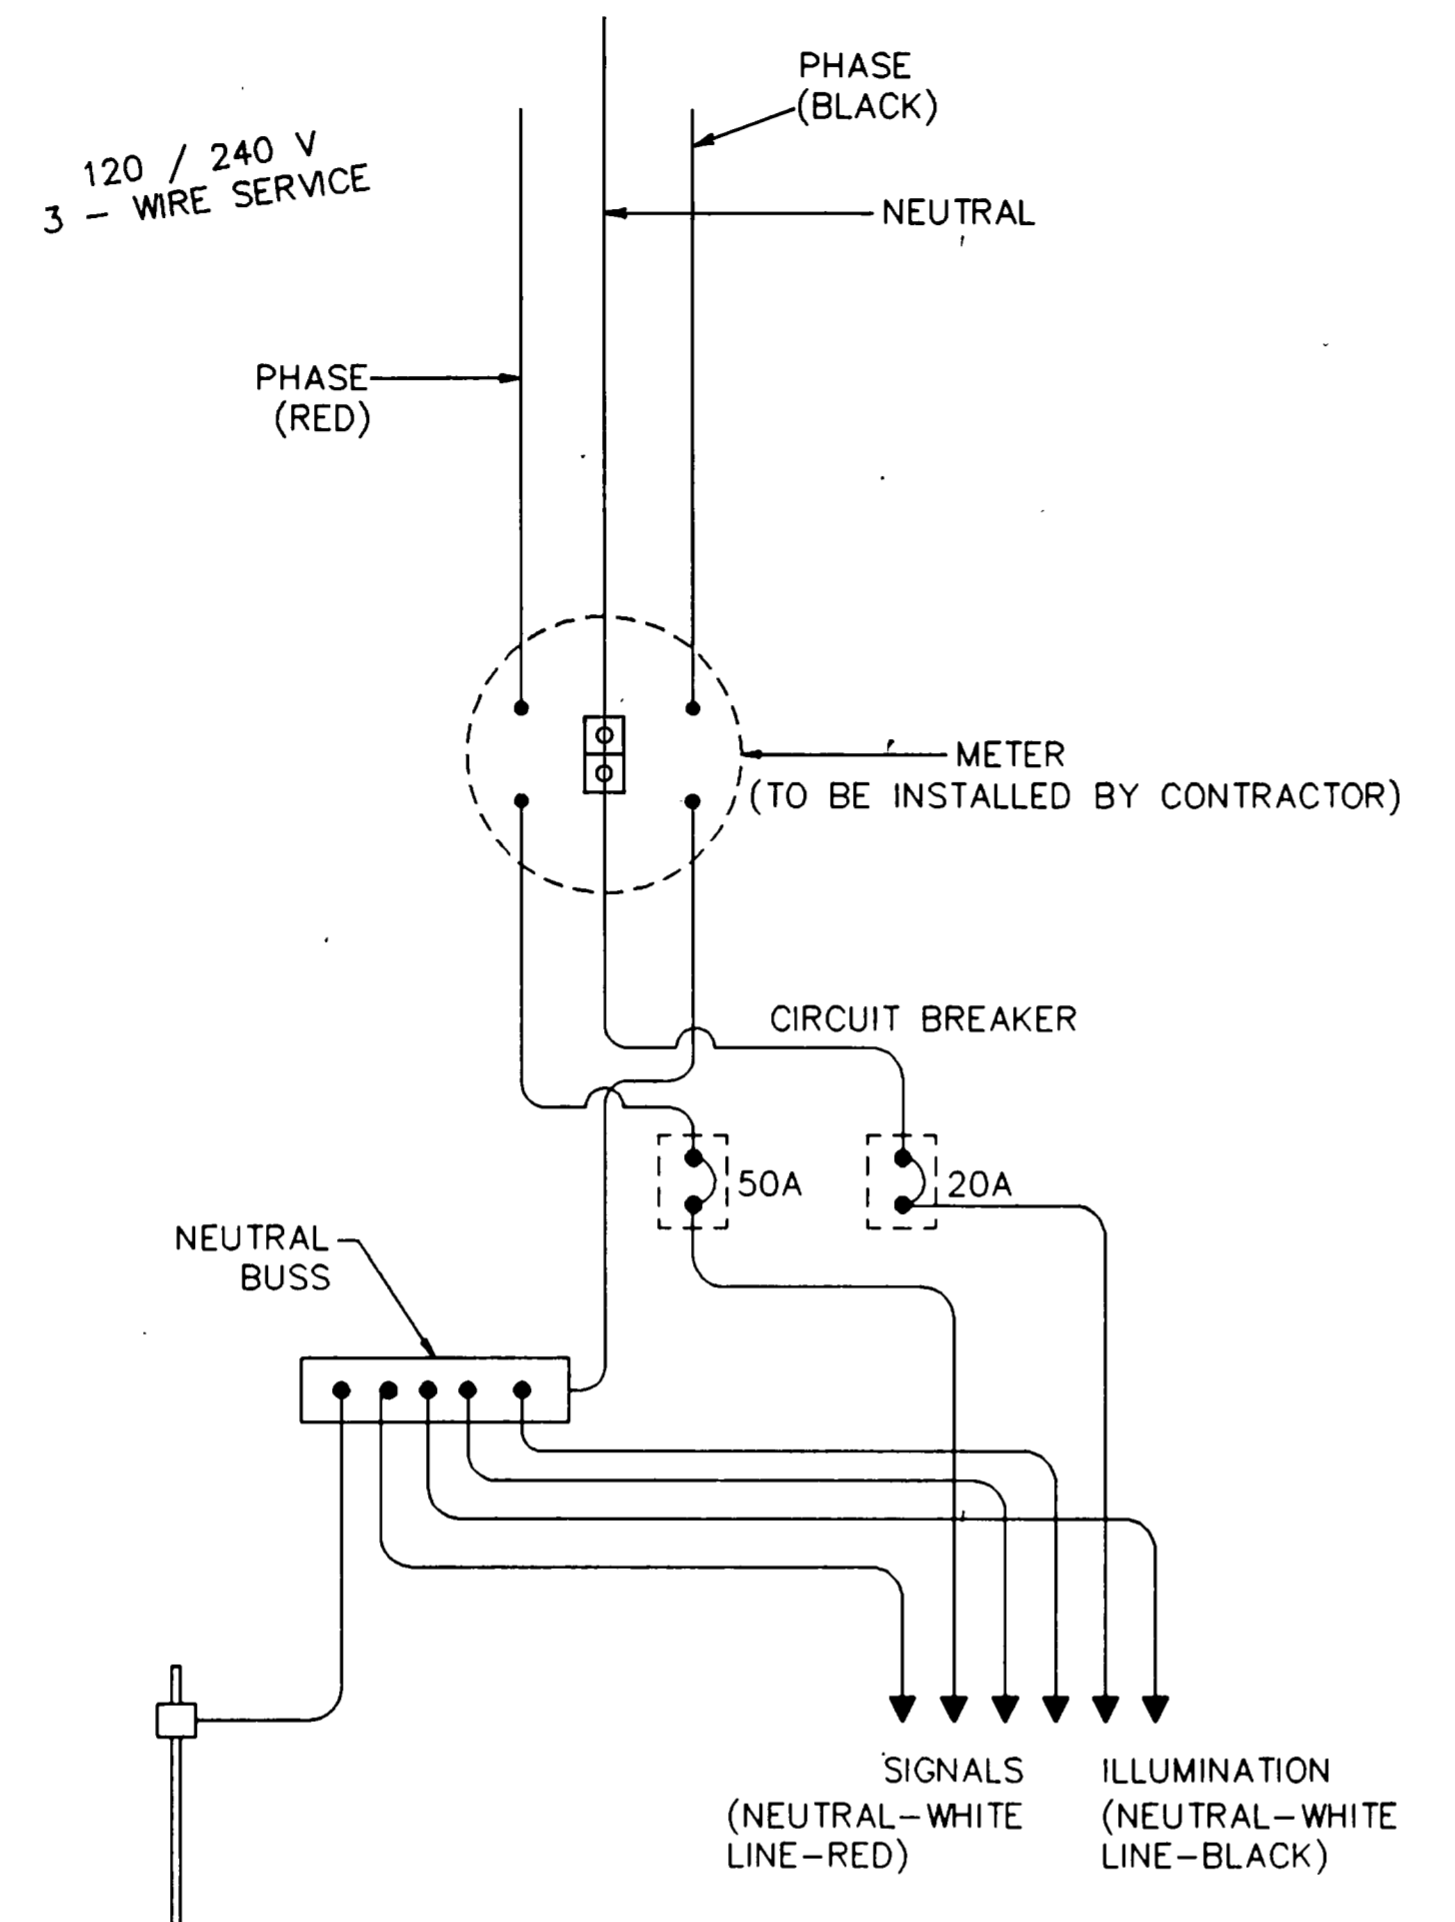 PHASE
(BLACK)
120 / 240 V
3 - WIRE SERVICE
NEUTRAL
PHASE
(RED)
METER
(TO BE INSTALLED BY CONTRACTOR)
CIRCUIT BREAKER
50A
20A
NEUTRAL
BUSS
SIGNALS
(NEUTRAL-WHITE
LINE-RED)
ILLUMINATION
(NEUTRAL-WHITE
LINE-BLACK)